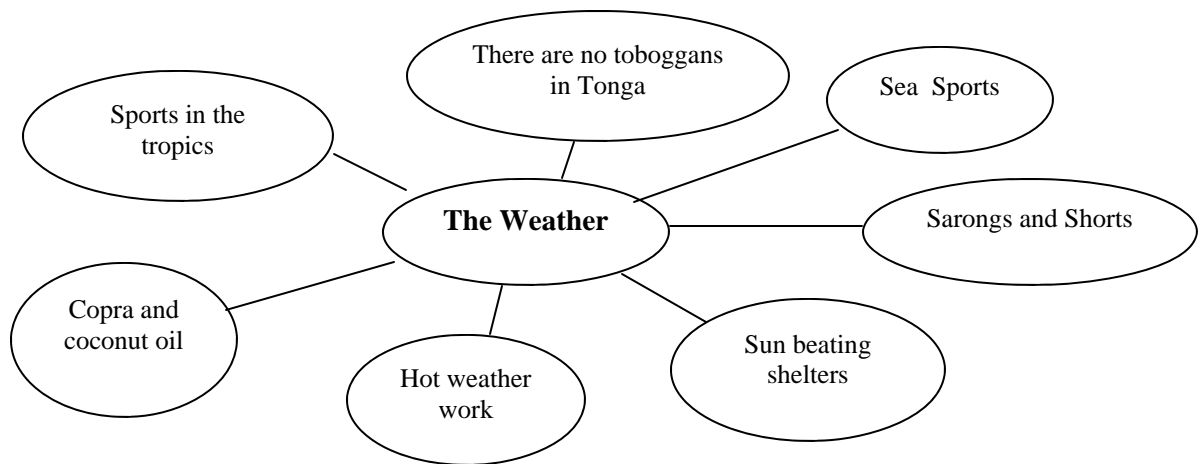 There are no toboggans
in Tonga
Sea Sports
Sports in the
tropics
The Weather
Sarongs and Shorts
Copra and
coconut oil
Hot weather
work
Sun beating
shelters